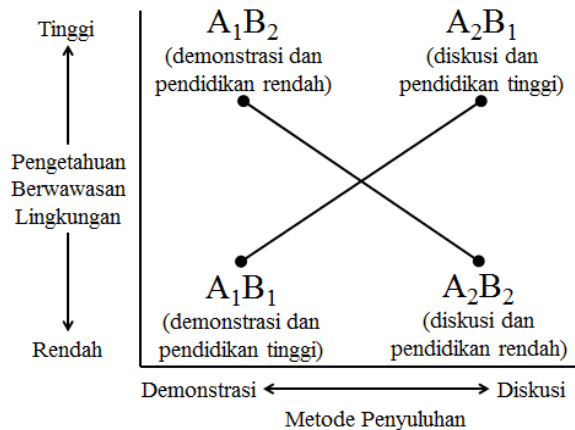 Tinggi
Pengetahuan
Berwawasan
Lingkungan
Rendah
A₁B₂
(demonstrasi dan
pendidikan rendah)
A₂B₁
(diskusi dan
pendidikan tinggi)
A₁B₁
(demonstrasi dan
pendidikan tinggi)
A₂B₂
(diskusi dan
pendidikan rendah)
Demonstrasi
Diskusi
Metode Penyuluhan